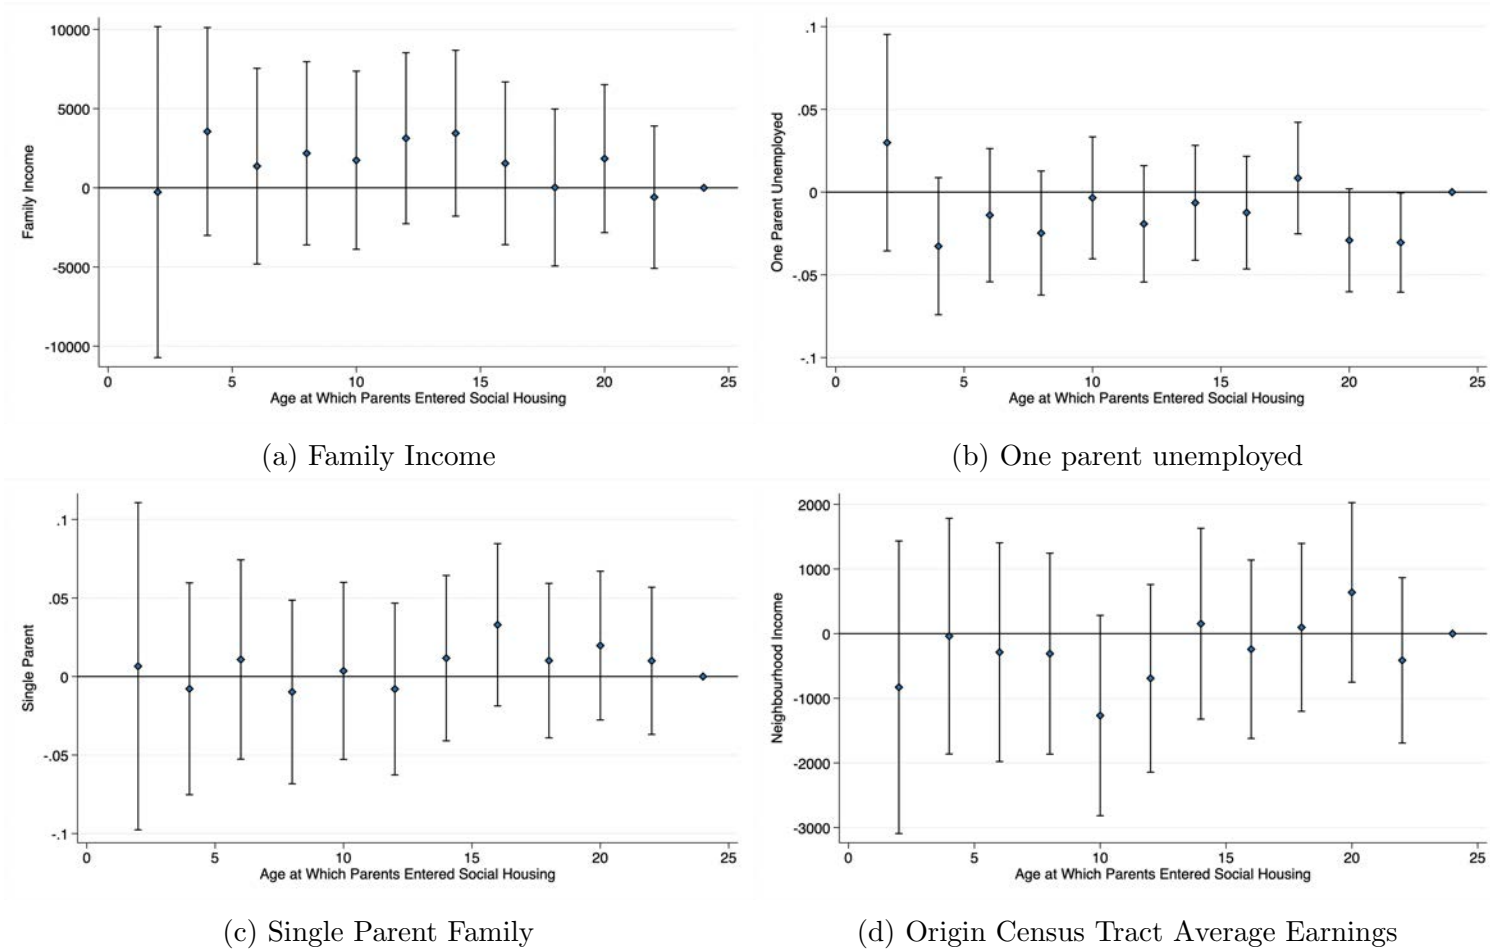 10000
5000
0
-5000
-10000
Family Income
0 5 10 15 20 25
Age at Which Parents Entered Social Housing
(a) Family Income
.1
.05
0
-.05
-.1
One Parent Unemployed
0 5 10 15 20 25
Age at Which Parents Entered Social Housing
(b) One parent unemployed
.1
.05
0
-.05
-.1
Single Parent
0 5 10 15 20 25
Age at Which Parents Entered Social Housing
(c) Single Parent Family
2000
1000
0
-1000
-2000
-3000
Neighbourhood Income
0 5 10 15 20 25
Age at Which Parents Entered Social Housing
(d) Origin Census Tract Average Earnings